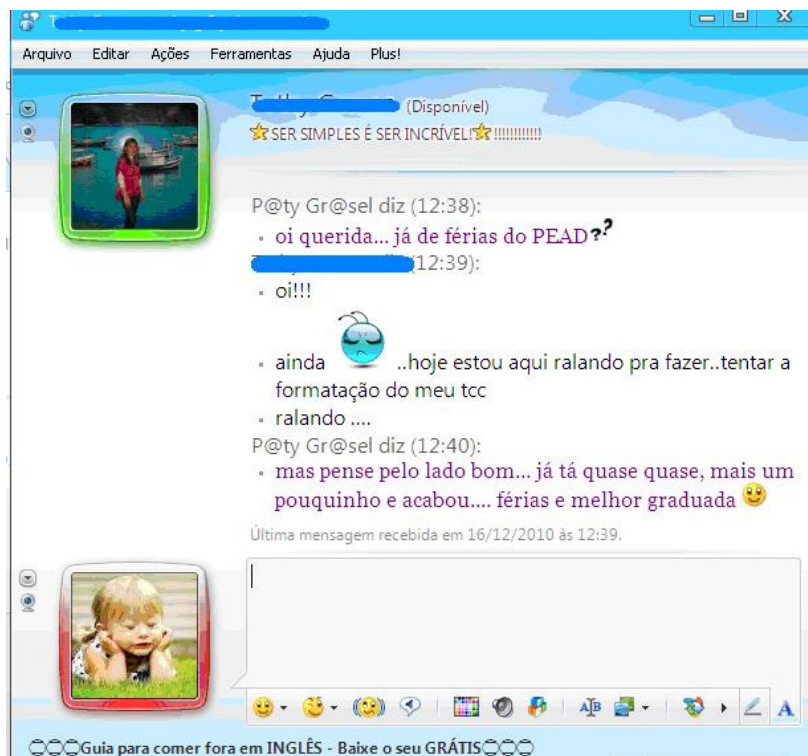 Arquivo Editar Ações Ferramentas Ajuda Plus!
(Disponível)
SER SIMPLES É SER INCRÍVEL! !!!!!!!!!!!!
P@ty Gr@sel diz (12:38):
oi querida... já de férias do PEAD??
(12:39):
oi!!!
ainda ..hoje estou aqui ralando pra fazer..tentar a
formatação do meu tcc
ralando ....
P@ty Gr@sel diz (12:40):
mas pense pelo lado bom... já tá quase quase, mais um
pouquinho e acabou.... férias e melhor graduada
Última mensagem recebida em 16/12/2010 às 12:39.
Guia para comer fora em INGLÊS - Baixe o seu GRÁTIS